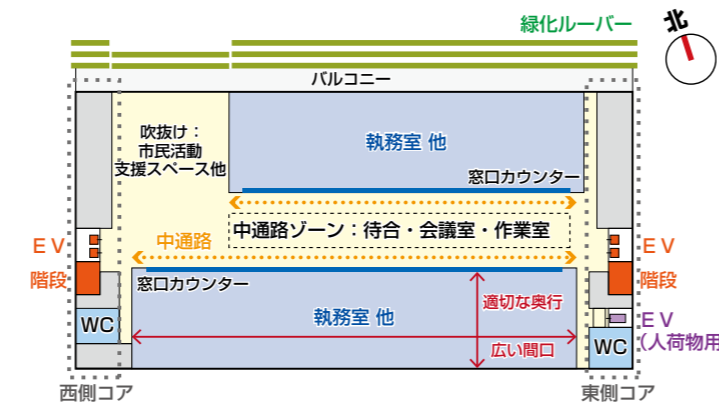 緑化ルーバー
北
バルコニー
吹抜け：
市民活動
支援スペース他
執務室 他
窓口カウンター
中通路ゾーン：待合・会議室・作業室
中通路
EV
階段
WC
窓口カウンター
執務室 他
適切な奥行
広い間口
EV
階段
EV
（人荷物用
WC
西側コア
東側コア